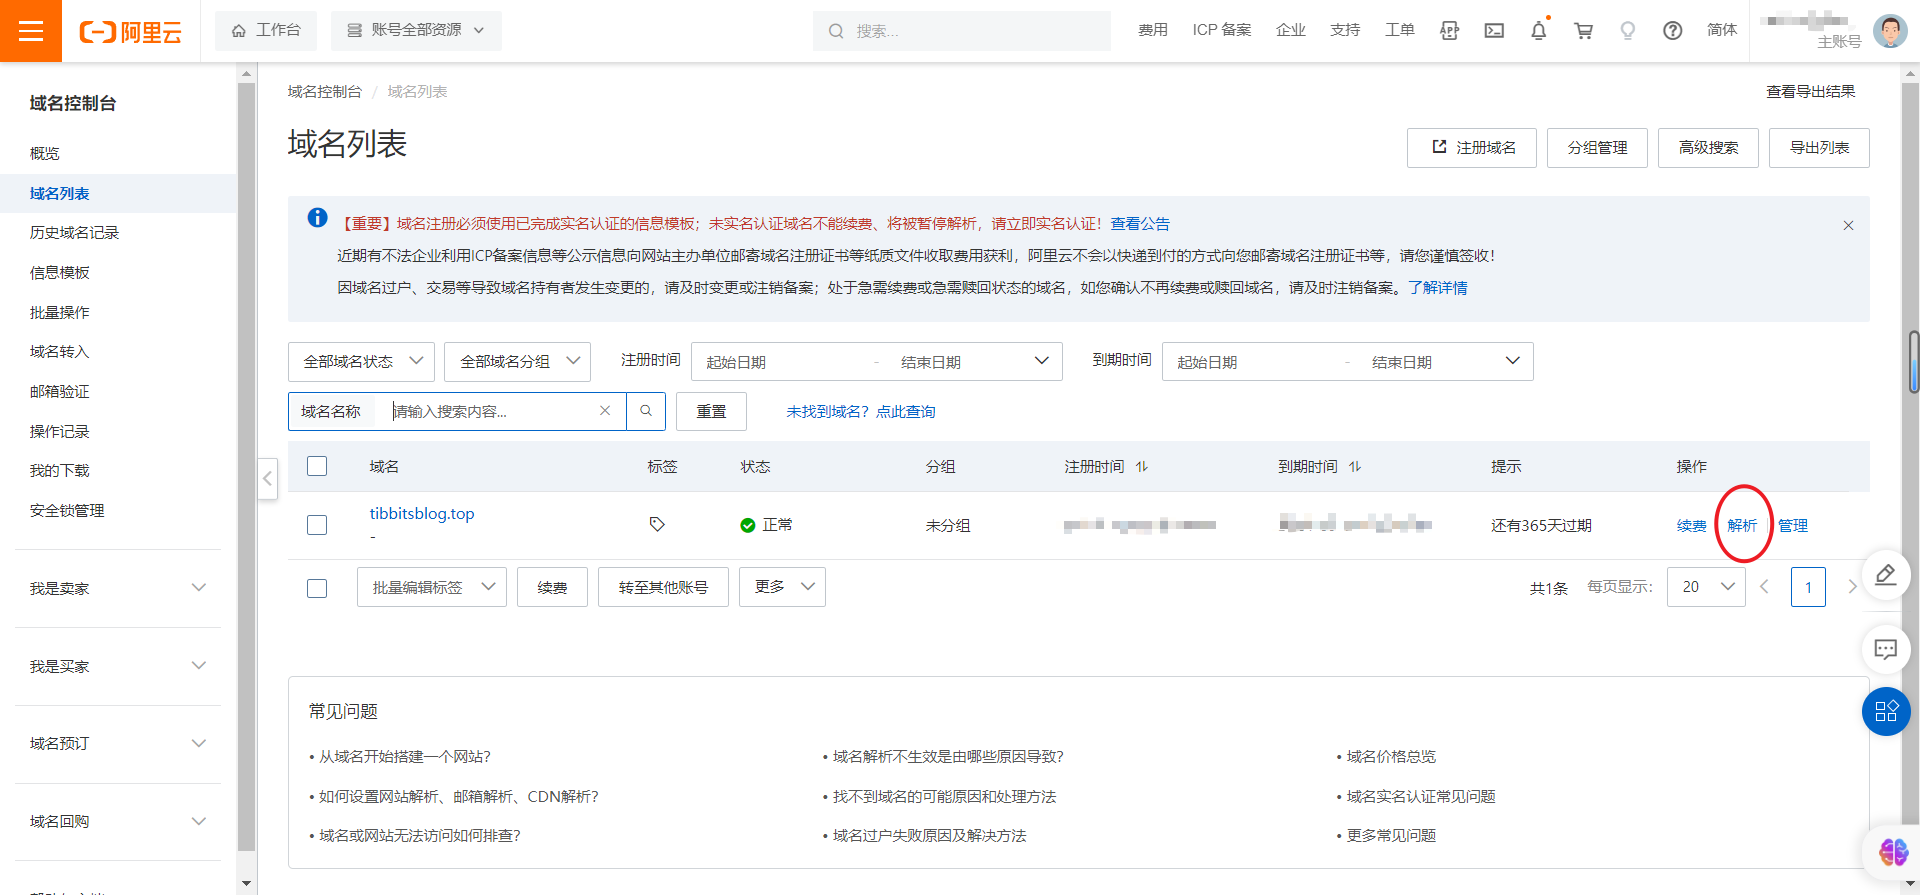 阿里云
工作台
账号全部资源
搜索...
费用
ICP 备案
企业
支持
工单
APP
简体
主账号
域名控制台
概览
域名列表
历史域名记录
信息模板
批量操作
域名转入
邮箱验证
操作记录
我的下载
安全锁管理
我是卖家
我是买家
域名预订
域名回购
域名控制台 / 域名列表
查看导出结果
域名列表
注册域名
分组管理
高级搜索
导出列表
【重要】域名注册必须使用已完成实名认证的信息模板；未实名认证域名不能续费、将被暂停解析，请立即实名认证！查看公告
近期有不法企业利用ICP备案信息等公示信息向网站主办单位邮寄域名注册证书等纸质文件收取费用获利，阿里云不会以快递到付的方式向您邮寄域名注册证书等，请您谨慎签收！
因域名过户、交易等导致域名持有者发生变更的，请及时变更或注销备案；处于急需续费或急需赎回状态的域名，如您确认不再续费或赎回域名，请及时注销备案。了解详情
全部域名状态
全部域名分组
注册时间
起始日期 - 结束日期
到期时间
起始日期 - 结束日期
域名名称
请输入搜索内容...
重置
未找到域名？点此查询
域名 标签 状态 分组 注册时间 到期时间 提示 操作
tibbitsblog.top 正常 未分组 还有365天过期 续费 解析 管理
-
批量编辑标签
续费
转至其他账号
更多
共1条
每页显示：
20
1
常见问题
• 从域名开始搭建一个网站?
• 域名解析不生效是由哪些原因导致?
• 域名价格总览
• 如何设置网站解析、邮箱解析、CDN解析?
• 找不到域名的可能原因和处理方法
• 域名实名认证常见问题
• 域名或网站无法访问如何排查?
• 域名过户失败原因及解决方法
• 更多常见问题